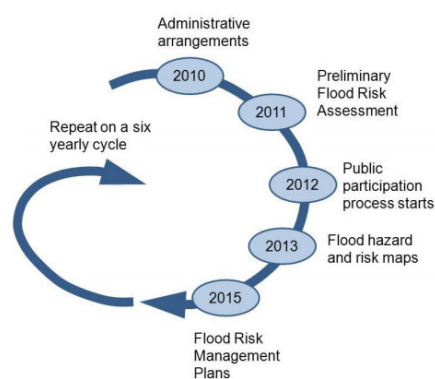 Administrative
arrangements
2010
Preliminary
Flood Risk
Assessment
2011
Repeat on a six
yearly cycle
Public
participation
process starts
2012
Flood hazard
and risk maps
2013
2015
Flood Risk
Management
Plans